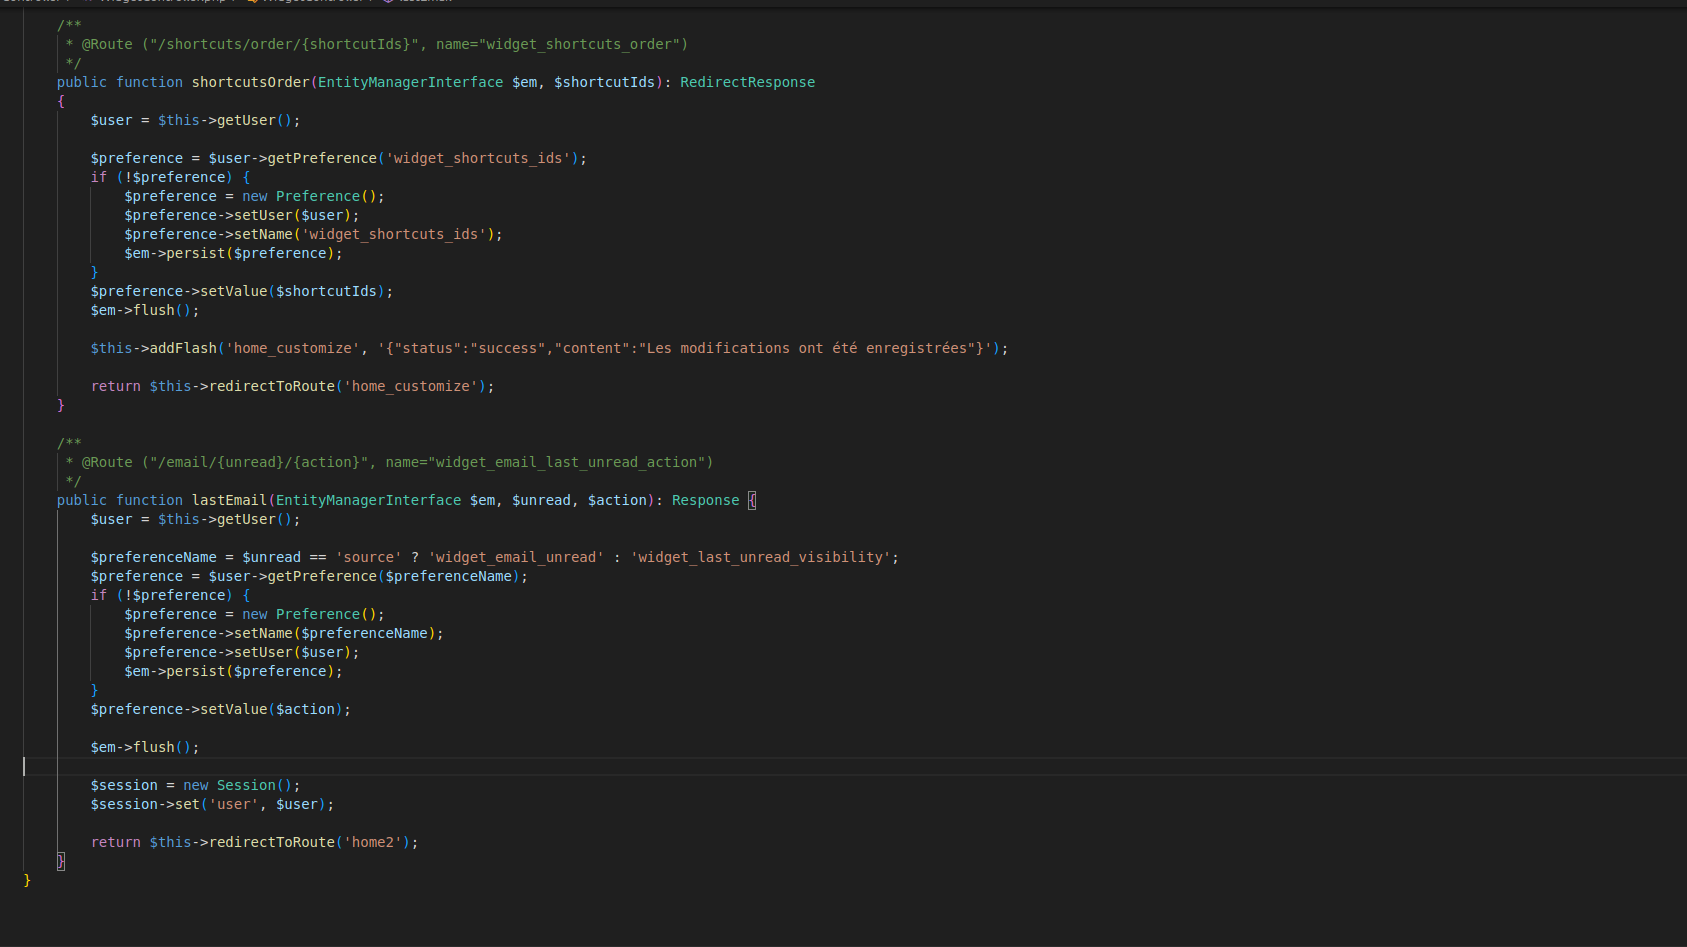 /**
 * @Route ("/shortcuts/order/{shortcutIds}", name="widget_shortcuts_order")
 */
public function shortcutsOrder(EntityManagerInterface $em, $shortcutIds): RedirectResponse
{
    $user = $this->getUser();

    $preference = $user->getPreference('widget_shortcuts_ids');
    if (!$preference) {
        $preference = new Preference();
        $preference->setUser($user);
        $preference->setName('widget_shortcuts_ids');
        $em->persist($preference);
    }
    $preference->setValue($shortcutIds);
    $em->flush();

    $this->addFlash('home_customize', '{"status":"success","content":"Les modifications ont été enregistrées"}');

    return $this->redirectToRoute('home_customize');
}

/**
 * @Route ("/email/{unread}/{action}", name="widget_email_last_unread_action")
 */
public function lastEmail(EntityManagerInterface $em, $unread, $action): Response {
    $user = $this->getUser();

    $preferenceName = $unread == 'source' ? 'widget_email_unread' : 'widget_last_unread_visibility';
    $preference = $user->getPreference($preferenceName);
    if (!$preference) {
        $preference = new Preference();
        $preference->setName($preferenceName);
        $preference->setUser($user);
        $em->persist($preference);
    }
    $preference->setValue($action);

    $em->flush();

    $session = new Session();
    $session->set('user', $user);

    return $this->redirectToRoute('home2');
}
}